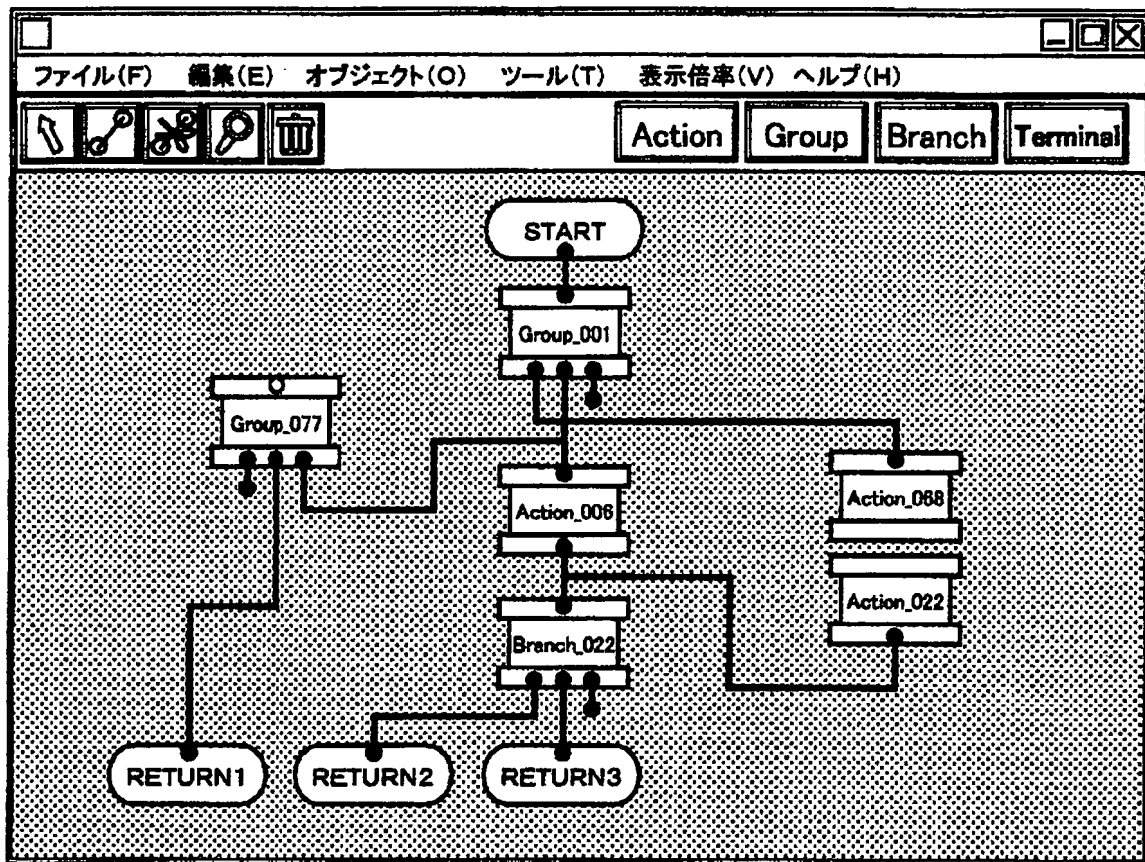 ファイル(F) 編集(E) オブジェクト(O) ツール(T) 表示倍率(V) ヘルプ(H)
Action Group Branch Terminal
START
Group_001
Group_077
Action_006
Action_068
Action_022
Branch_022
RETURN1 RETURN2 RETURN3